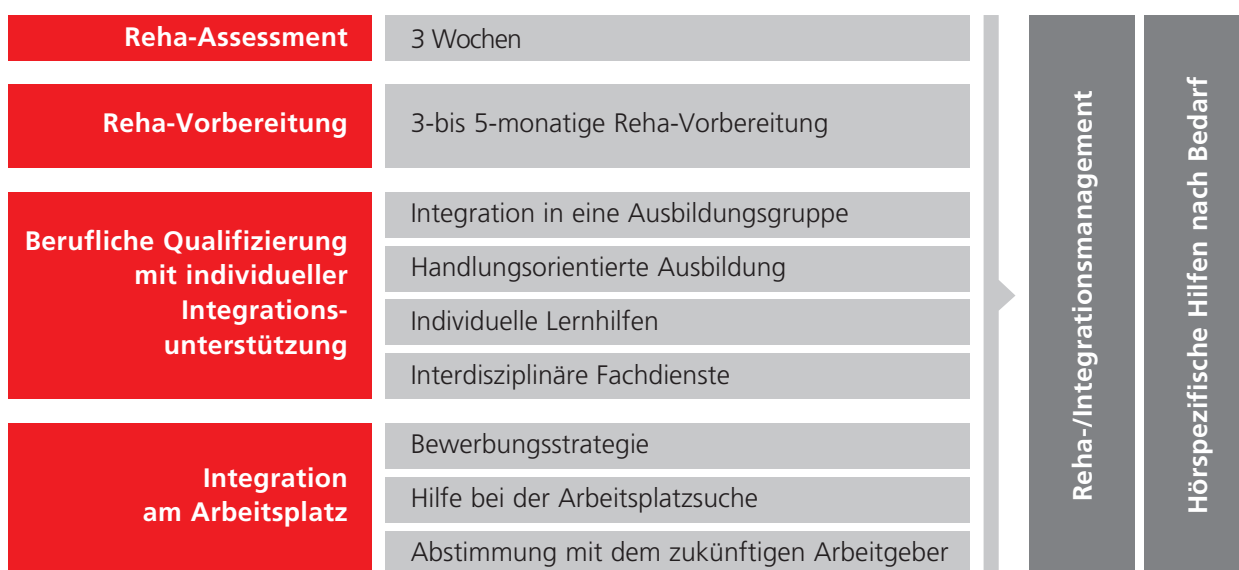 Reha-Assessment
3 Wochen
Reha-Vorbereitung
3-bis 5-monatige Reha-Vorbereitung
Berufliche Qualifizierung
mit individueller
Integrations-
unterstützung
Integration in eine Ausbildungsgruppe
Handlungsorientierte Ausbildung
Individuelle Lernhilfen
Interdisziplinäre Fachdienste
Integration
am Arbeitsplatz
Bewerbungsstrategie
Hilfe bei der Arbeitsplatzsuche
Abstimmung mit dem zukünftigen Arbeitgeber
Reha-/Integrationsmanagement
Hörspezifische Hilfen nach Bedarf